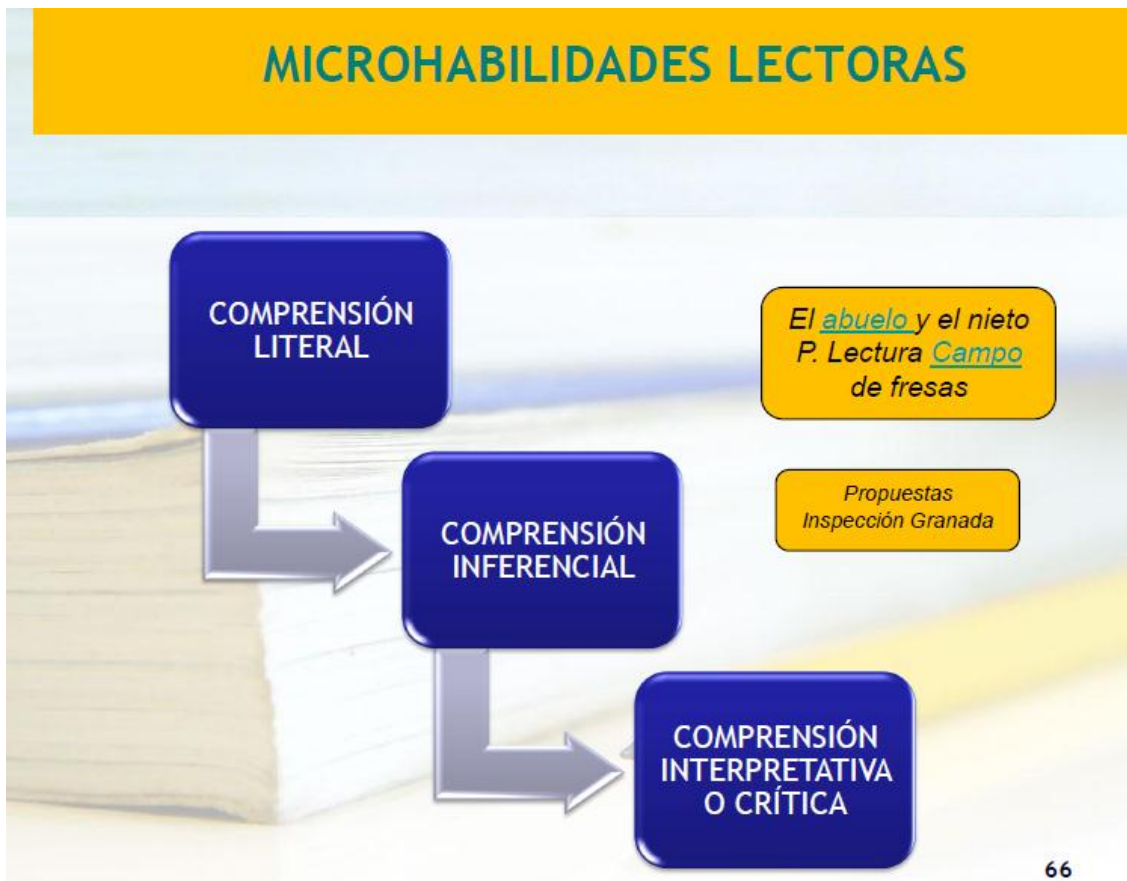 MICROHABILIDADES LECTORAS
COMPRENSIÓN
LITERAL
El abuelo y el nieto
P. Lectura Campo
de fresas
COMPRENSIÓN
INFERENCIAL
Propuestas
Inspección Granada
COMPRENSIÓN
INTERPRETATIVA
O CRÍTICA
66